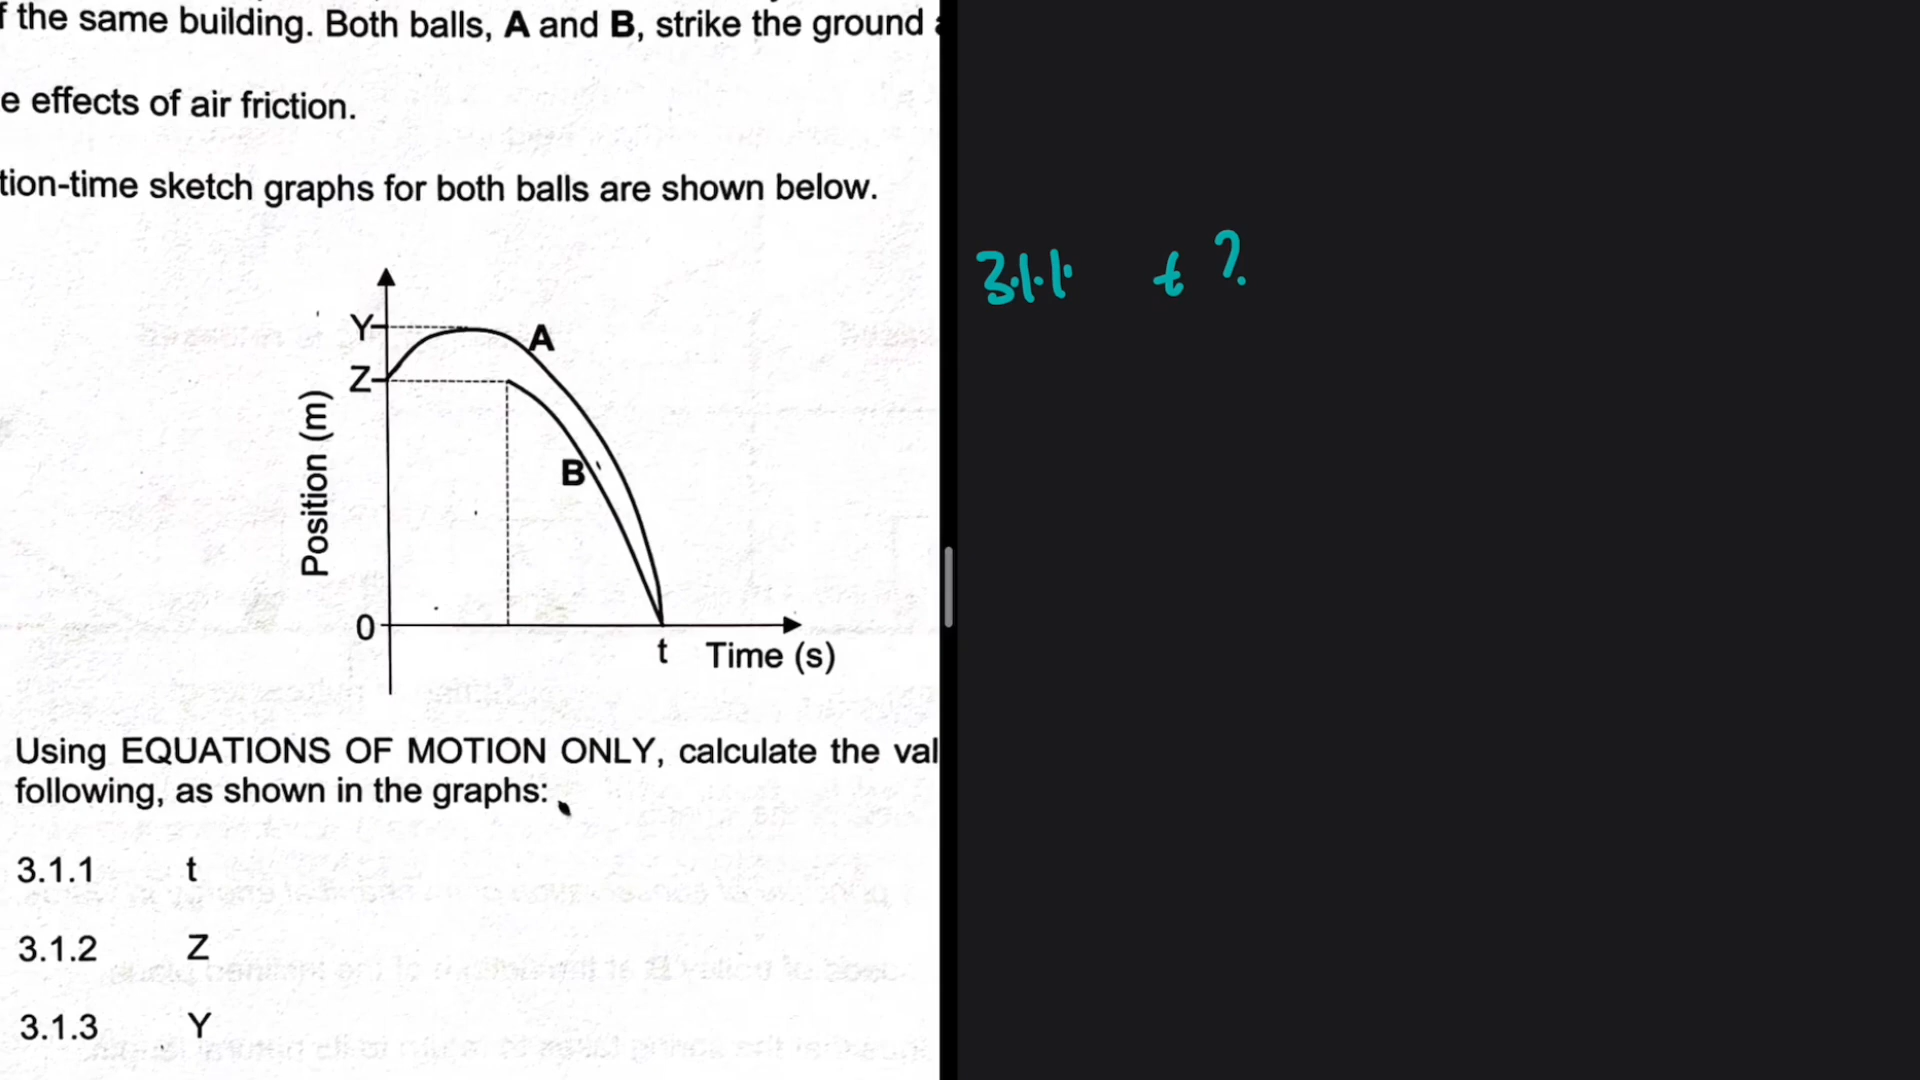 the same building. Both balls, A and B, strike the ground
e effects of air friction.
tion-time sketch graphs for both balls are shown below.
Y
A
Z
B
Position (m)
0
t Time (s)
Using EQUATIONS OF MOTION ONLY, calculate the val
following, as shown in the graphs:
3.1.1 t
3.1.2 Z
3.1.3 Y
3.1.1. t ?